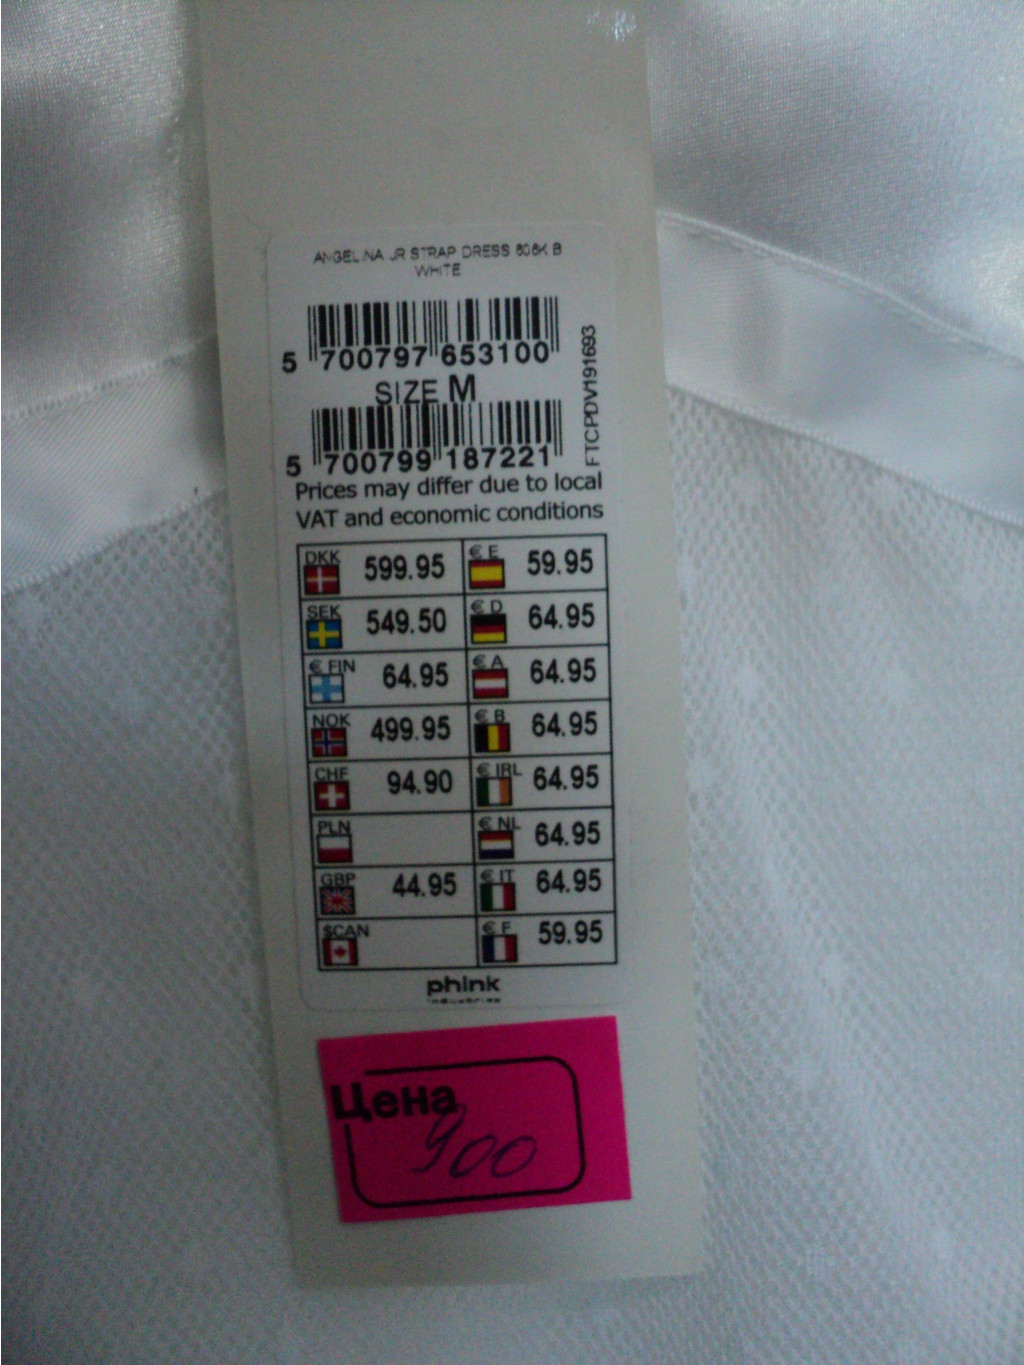 ANGELINA JR STRAP DRESS 606K B
WHITE
5 700797 653100
SIZE M
5 700799 187221
FTCPDV191693
Prices may differ due to local
VAT and economic conditions
DKK 599.95 € E 59.95
SEK 549.50 € D 64.95
€ FIN 64.95 € A 64.95
NOK 499.95 € B 64.95
CHF 94.90 € IRL 64.95
PLN € NL 64.95
GBP 44.95 € IT 64.95
$CAN € F 59.95
phink
industries
Цена
900